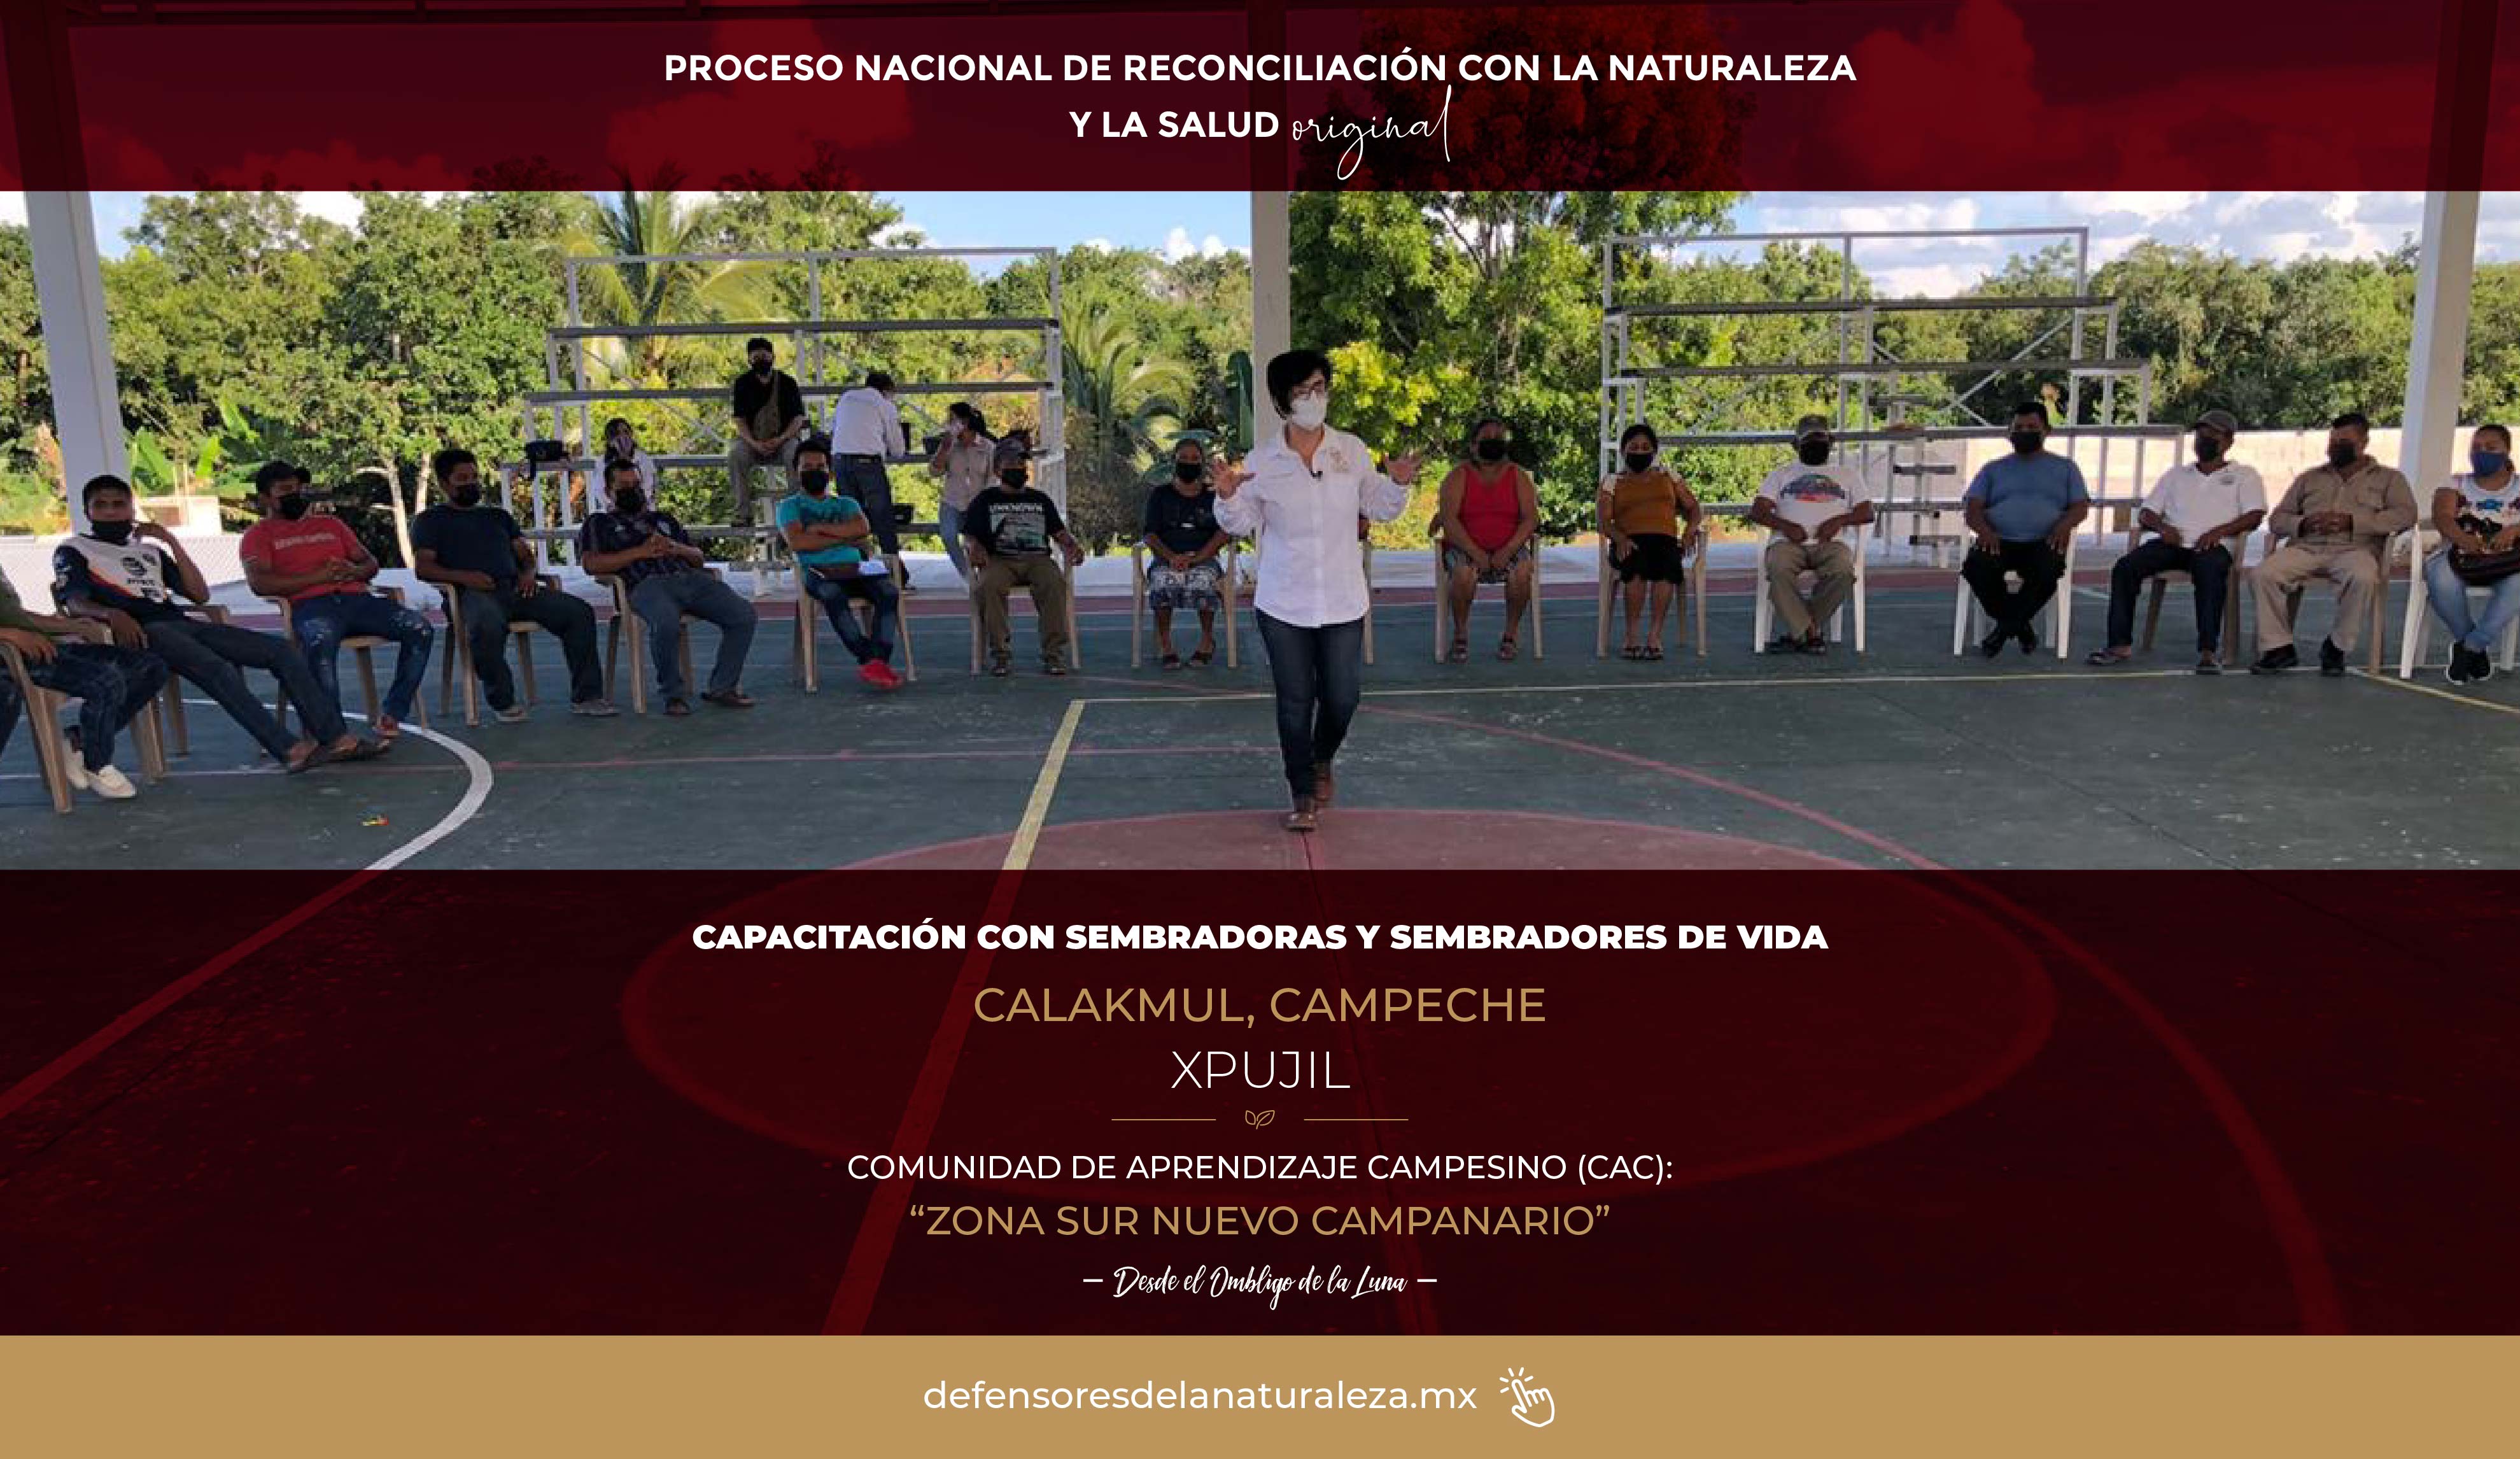 PROCESO NACIONAL DE RECONCILIACIÓN CON LA NATURALEZA
Y LA SALUD original
UNKNOWN
CAPACITACIÓN CON SEMBRADORAS Y SEMBRADORES DE VIDA
CALAKMUL, CAMPECHE
XPUJIL
COMUNIDAD DE APRENDIZAJE CAMPESINO (CAC):
“ZONA SUR NUEVO CAMPANARIO”
– Desde el Ombligo de la Luna –
defensoresdelanaturaleza.mx